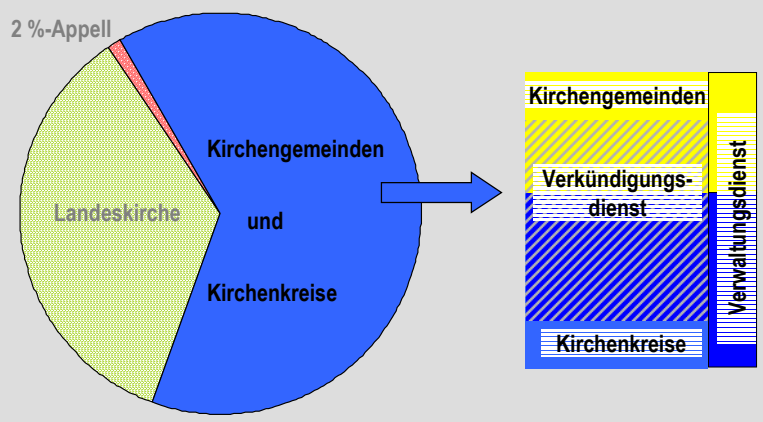 2 %-Appell
Kirchengemeinden
und
Kirchenkreise
Landeskirche
Kirchengemeinden
Verkündigungs-
dienst
Kirchenkreise
Verwaltungsdienst